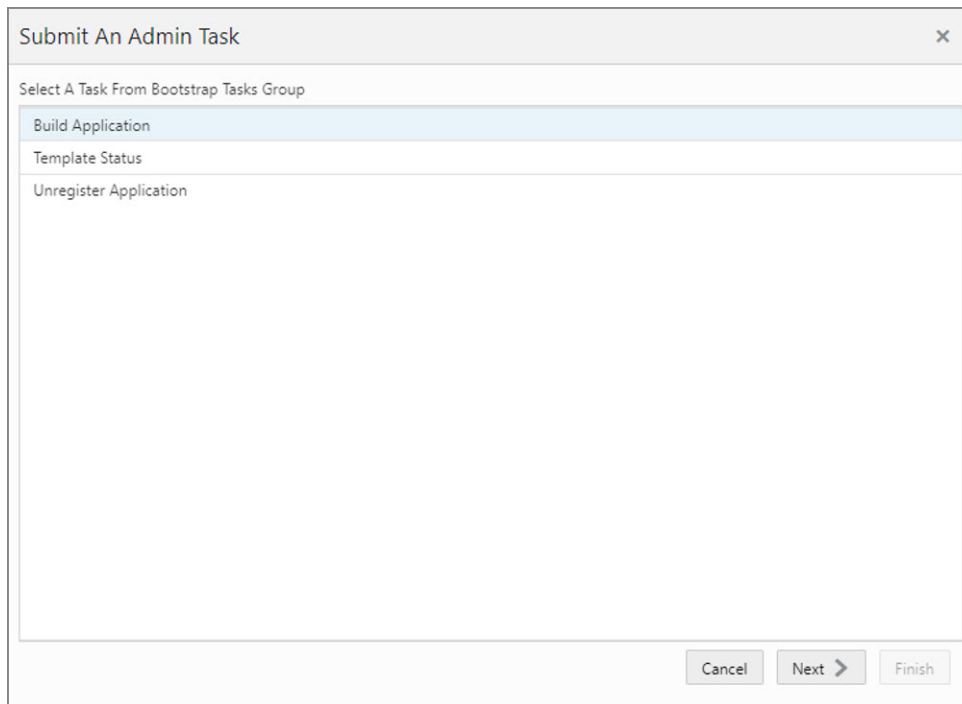 Submit An Admin Task
Select A Task From Bootstrap Tasks Group
Build Application
Template Status
Unregister Application
Cancel Next Finish